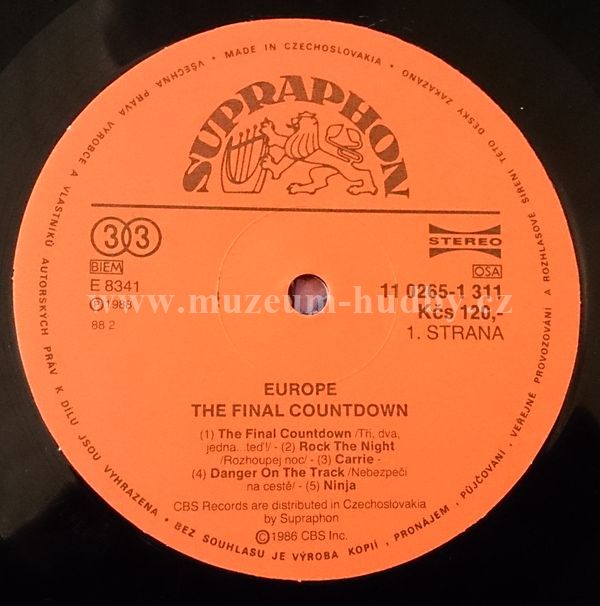 VŠECHNA PRÁVA VÝROBCE A VLASTNÍKŮ AUTORSKÝCH PRÁV K DÍLU JSOU VYHRAZENA • BEZ SOUHLASU JE VÝROBA KOPIÍ, PRONÁJEM, PŮJČOVÁNÍ, VEŘEJNÉ PROVOZOVÁNÍ A ROZHLASOVÉ ŠÍŘENÍ TÉTO DESKY ZAKÁZÁNO • MADE IN CZECHOSLOVAKIA •
SUPRAPHON
33
STEREO
BIEM
OSA
E 8341
11 0265-1 311
Ⓟ 1988
Kčs 120,-
88 2
1. STRANA
www.muzeum-hudby.cz
EUROPE
THE FINAL COUNTDOWN
(1) The Final Countdown /Tři, dva,
jedna...teď!/ - (2) Rock The Night
/Rozhoupej noc/ - (3) Carrie -
(4) Danger On The Track /Nebezpečí
na cestě/ - (5) Ninja
CBS Records are distributed in Czechoslovakia
by Supraphon
©1986 CBS Inc.